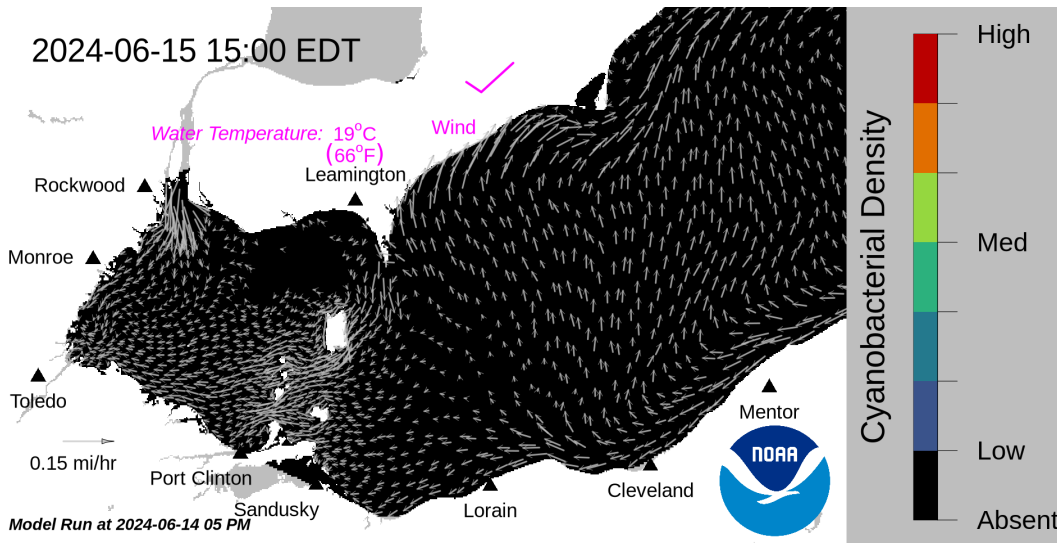 2024-06-15 15:00 EDT
High
Wind
Water Temperature: 19°C
(66°F)
Leamington
Rockwood
Monroe
Cyanobacterial Density
Med
Toledo
Mentor
NOAA
0.15 mi/hr
Port Clinton
Cleveland
Low
Sandusky
Lorain
Model Run at 2024-06-14 05 PM
Absent